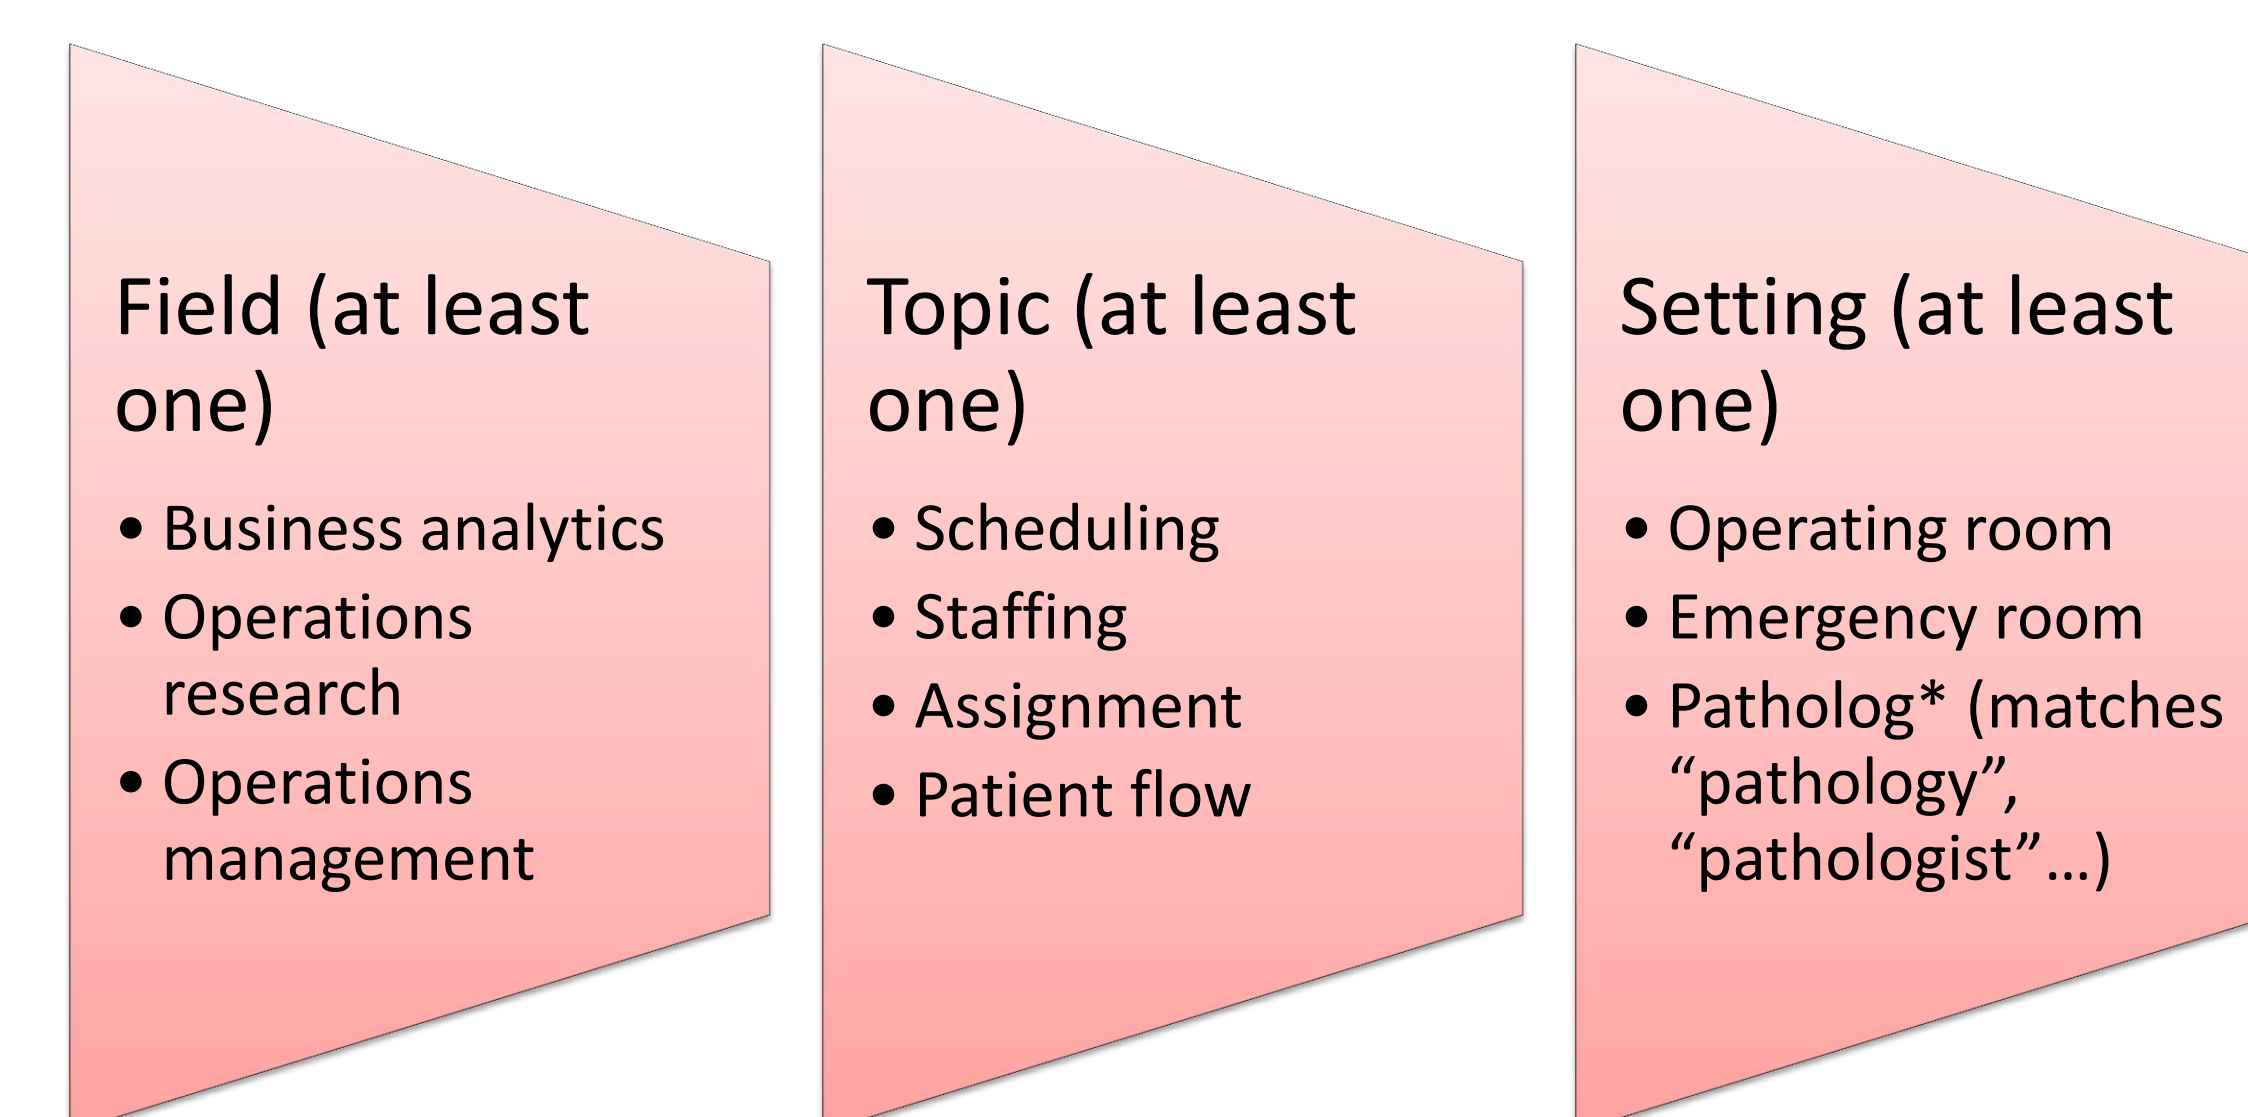 Field (at least
one)
• Business analytics
• Operations
research
• Operations
management
Topic (at least
one)
• Scheduling
• Staffing
• Assignment
• Patient flow
Setting (at least
one)
• Operating room
• Emergency room
• Patholog* (matches
“pathology”,
“pathologist”…)